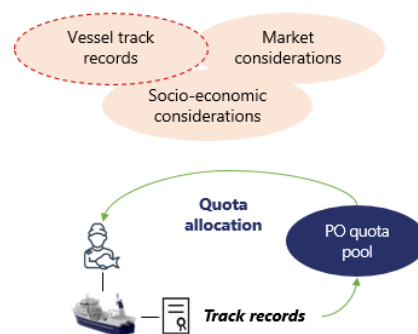 Vessel track
records
Market
considerations
Socio-economic
considerations
Quota
allocation
PO quota
pool
Track records